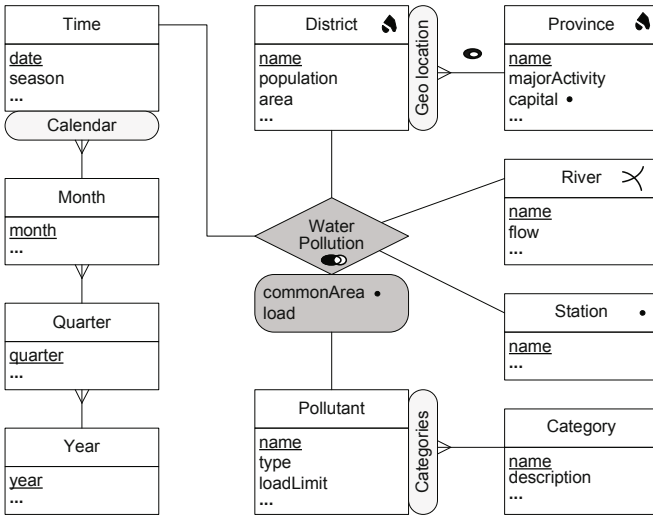 Time
date
season
...
Calendar
Month
month
...
Quarter
quarter
...
Year
year
...
District
name
population
area
...
Geo location
Province
name
majorActivity
capital •
...
Water
Pollution
commonArea •
load
River
name
flow
...
Station •
name
...
Pollutant
name
type
loadLimit
...
Categories
Category
name
description
...